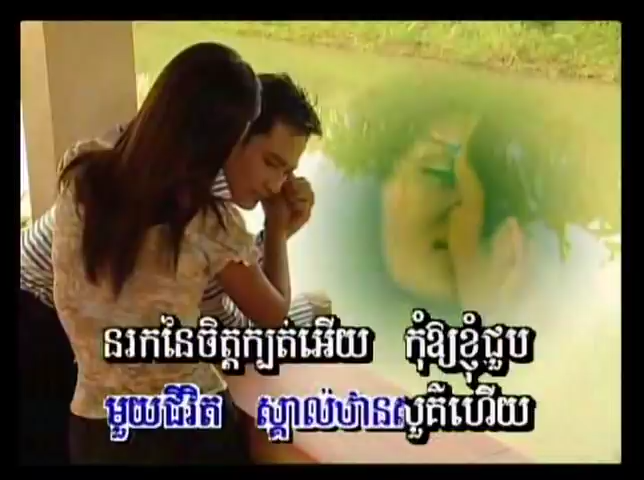 នរកនៃចិត្តក្បត់អើយ កុំឱ្យខ្ញុំជួប
មួយជីវិត ស្គាល់ឋានសួគ៌ហើយ